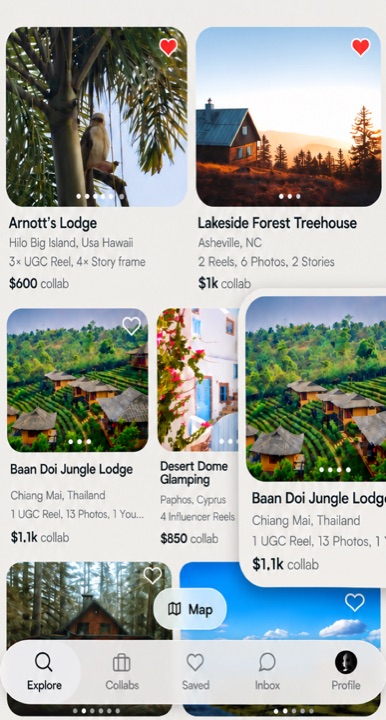 Arnott's Lodge
Hilo Big Island, Usa Hawaii
3× UGC Reel, 4× Story frame
$600 collab
Lakeside Forest Treehouse
Asheville, NC
2 Reels, 6 Photos, 2 Stories
$1k collab
Baan Doi Jungle Lodge
Chiang Mai, Thailand
1 UGC Reel, 13 Photos, 1 You...
$1,1k collab
Desert Dome
Glamping
Paphos, Cyprus
4 Influencer Reels
$850 collab
Baan Doi Jungle Lodge
Chiang Mai, Thailand
1 UGC Reel, 13 Photos, 1
$1,1k collab
Map
Explore
Collabs
Saved
Inbox
Profile